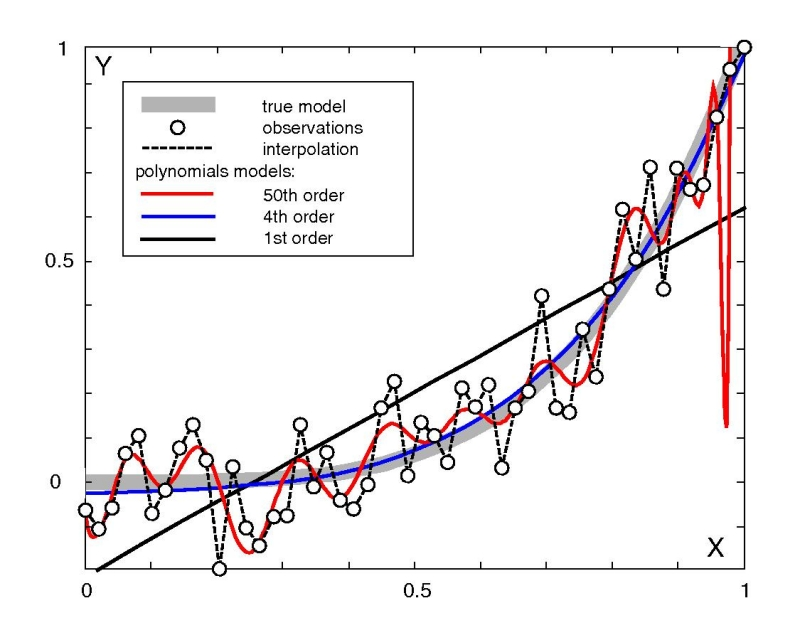 1
Y
true model
observations
interpolation
polynomials models:
50th order
4th order
1st order
0.5
0
X
0 0.5 1